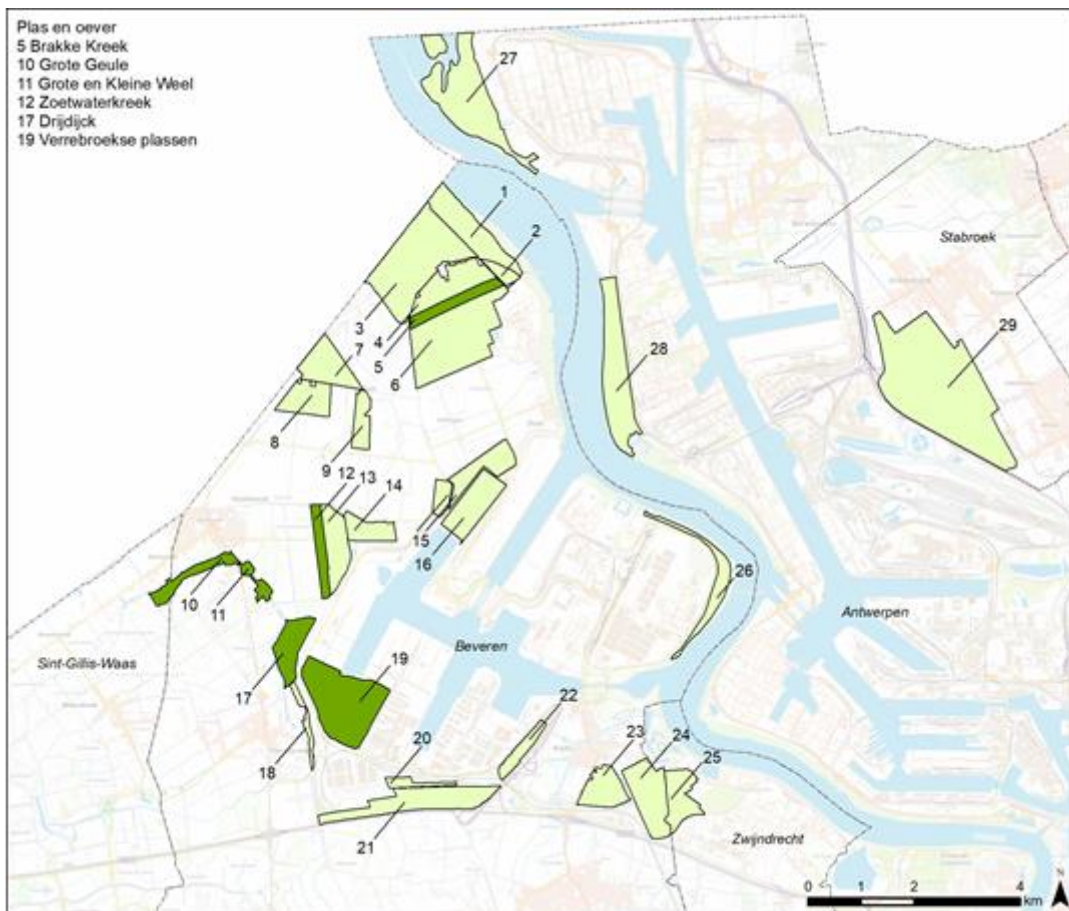 Plas en oever
5 Brakke Kreek
10 Grote Geule
11 Grote en Kleine Weel
12 Zoetwaterkreek
17 Drijdijck
19 Verrebroekse plassen
27
1
2
Stabroek
3
4
5
6
7
28
29
8
9
12
13
14
15
16
10
11
26
Antwerpen
Beveren
Sint-Gillis-Waas
17
19
22
18
20
23
24
25
21
Zwijndrecht
N
0 1 2 4
km